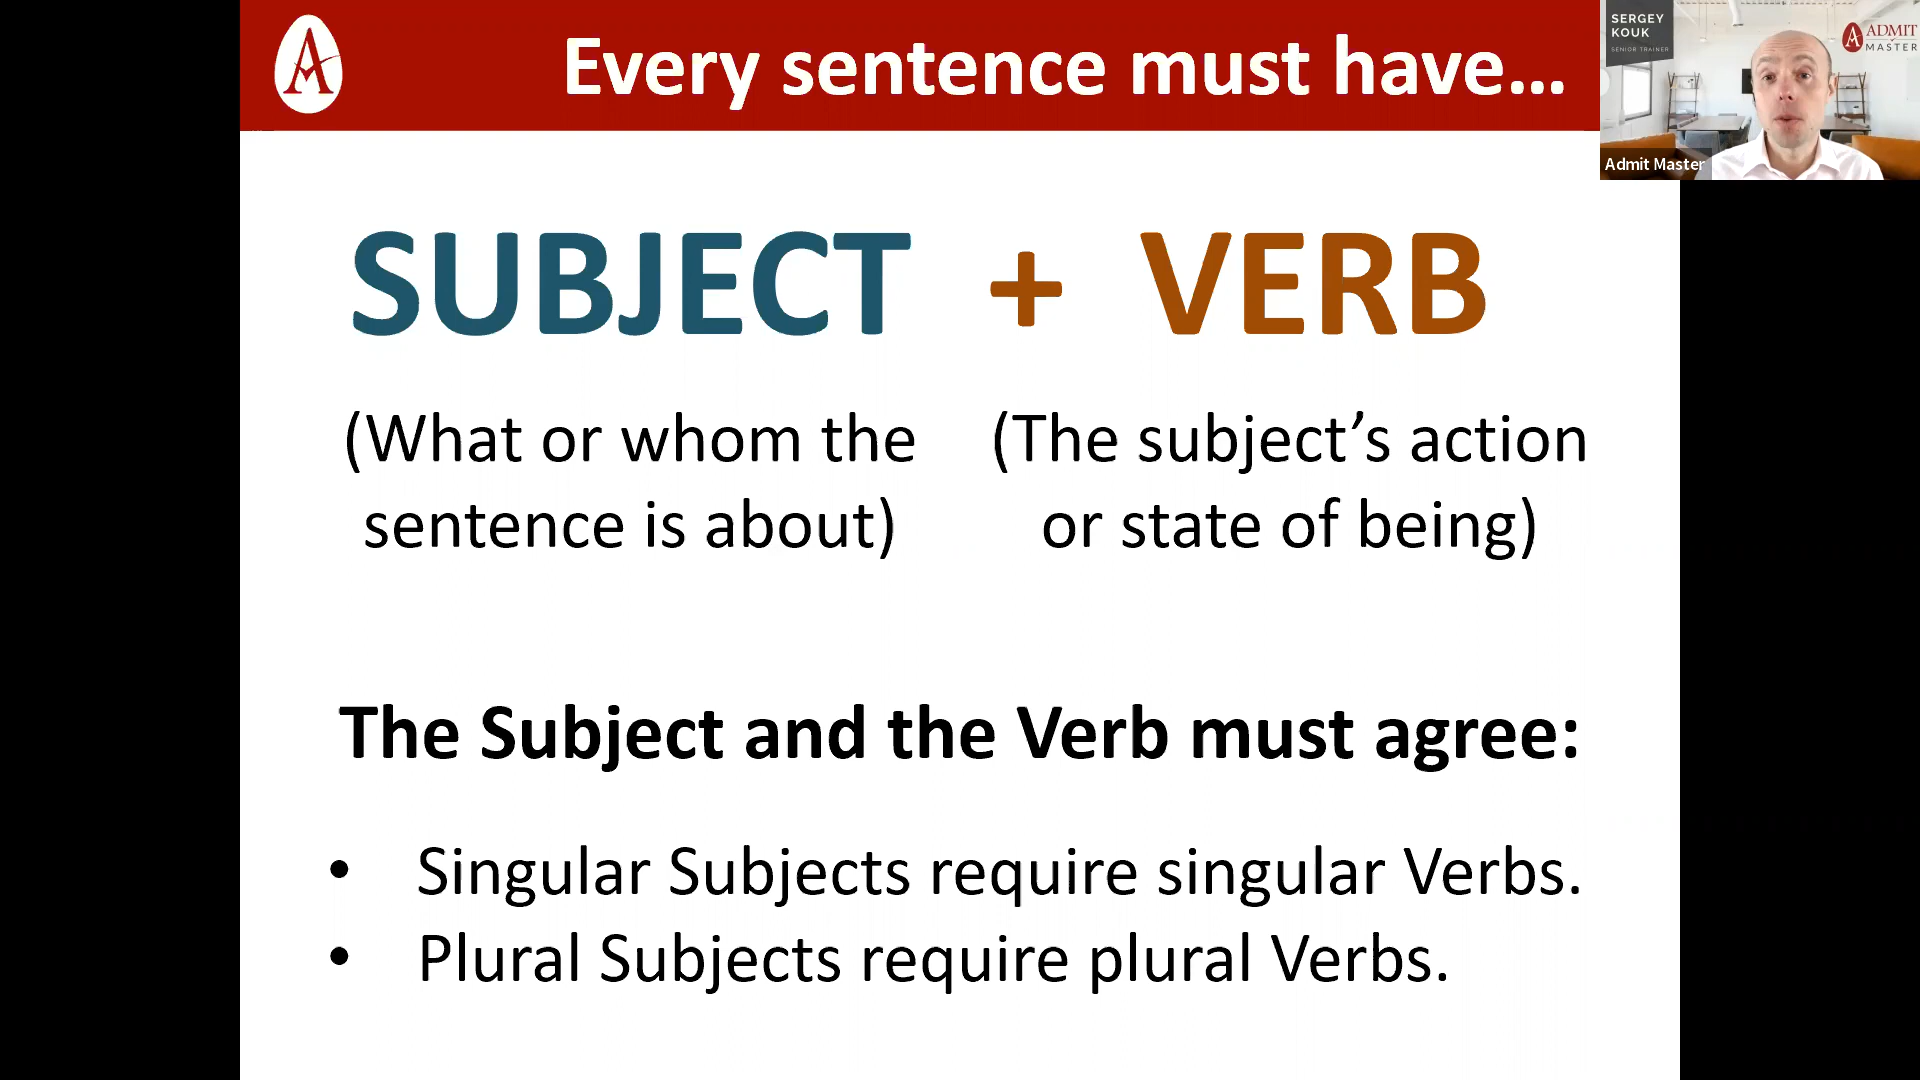 Every sentence must have...
SERGEY
KOUK
SENIOR TRAINER
ADMIT
MASTER
Admit Master
SUBJECT + VERB
(What or whom the
sentence is about)
(The subject’s action
or state of being)
The Subject and the Verb must agree:
• Singular Subjects require singular Verbs.
• Plural Subjects require plural Verbs.